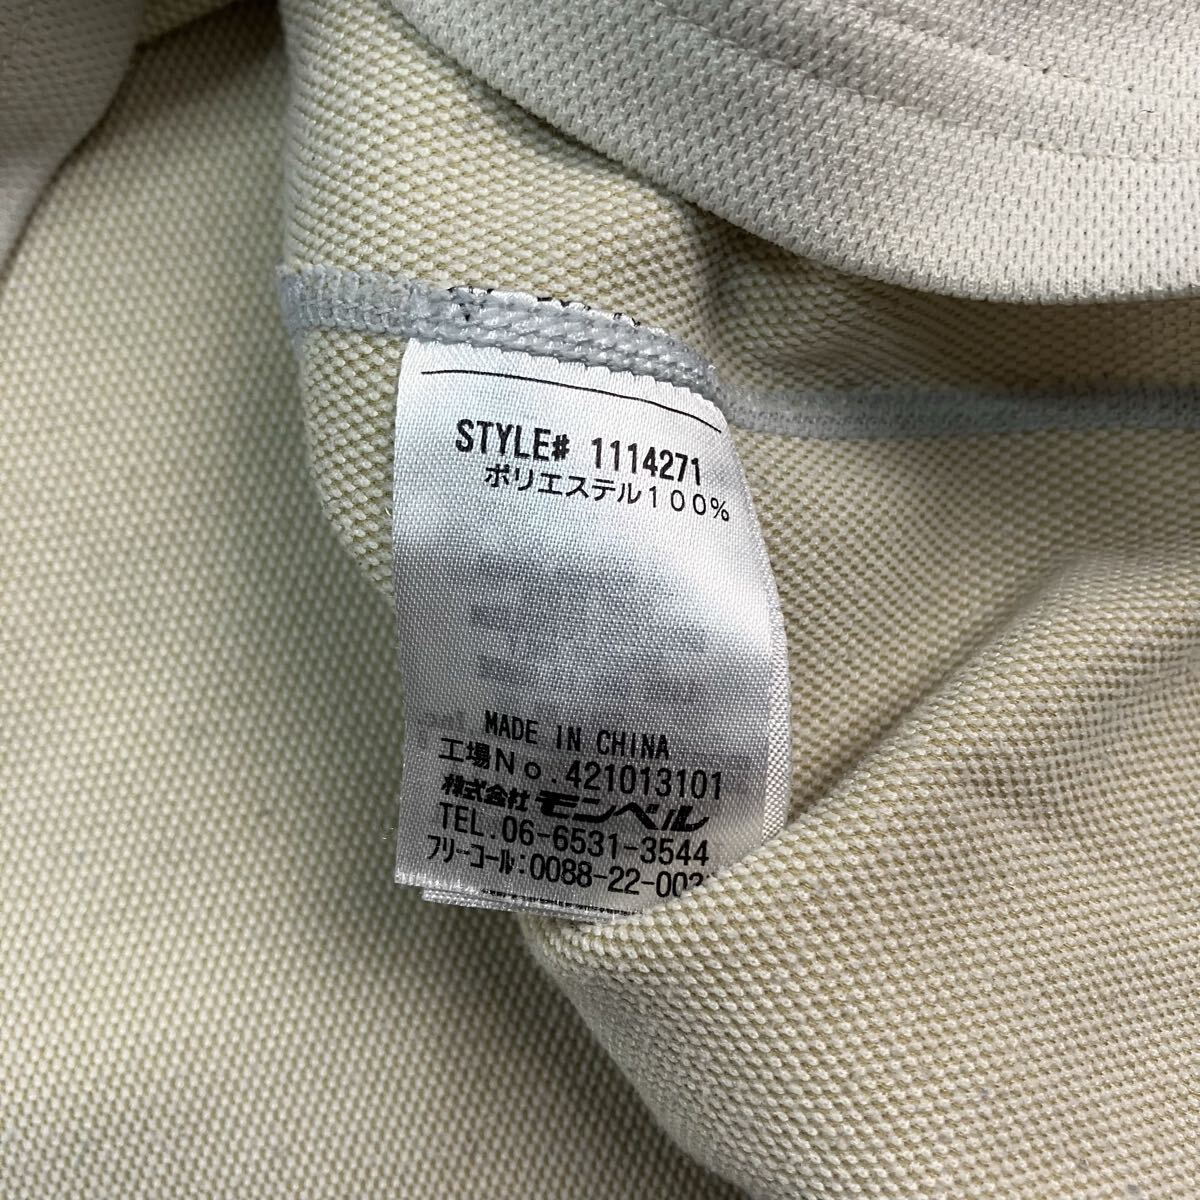 STYLE# 1114271
ポリエステル100%
MADE IN CHINA
工場No.421013101
株式会社 モンベル
TEL.06-6531-3544
フリーコール:0088-22-003